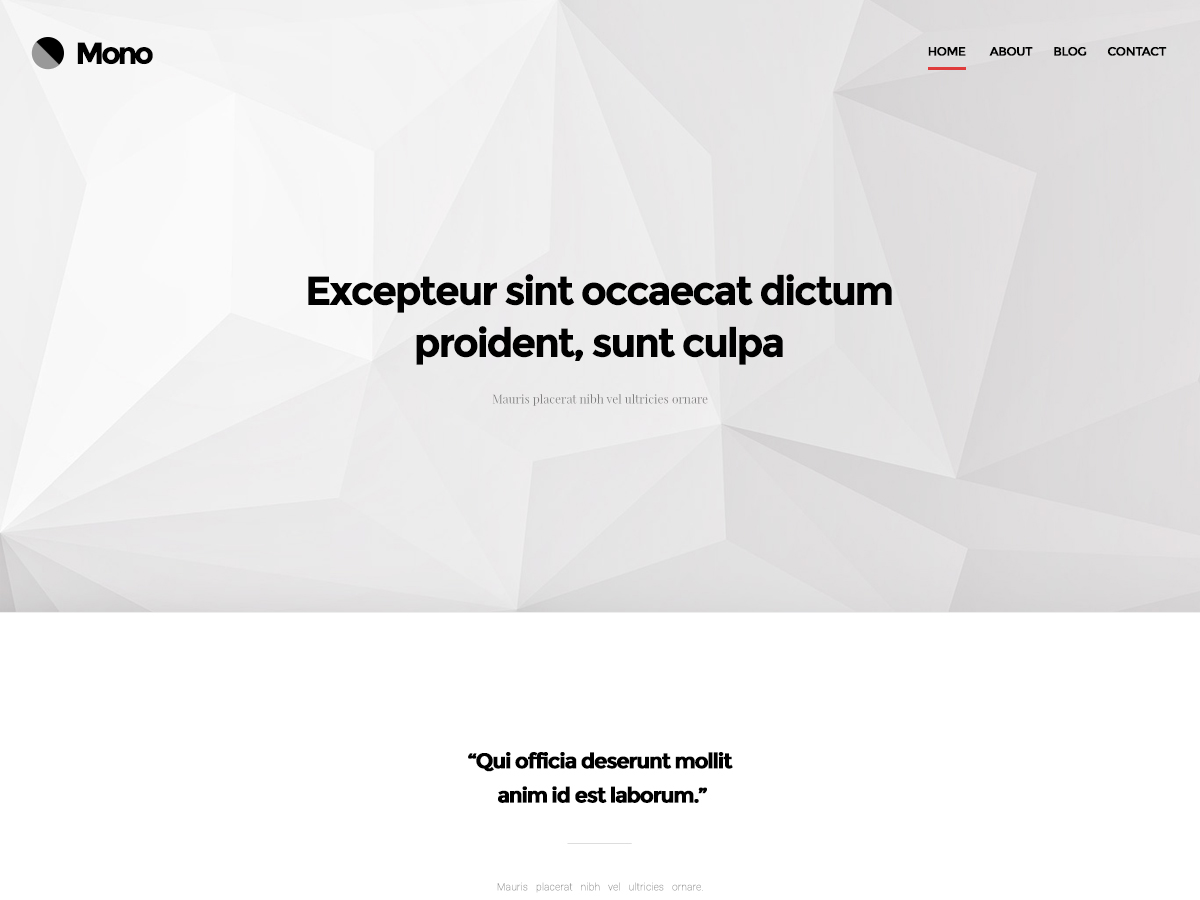 Mono
HOME ABOUT BLOG CONTACT
Excepteur sint occaecat dictum
proident, sunt culpa
Mauris placerat nibh vel ultricies ornare
“Qui officia deserunt mollit
anim id est laborum.”
Mauris placerat nibh vel ultricies ornare.